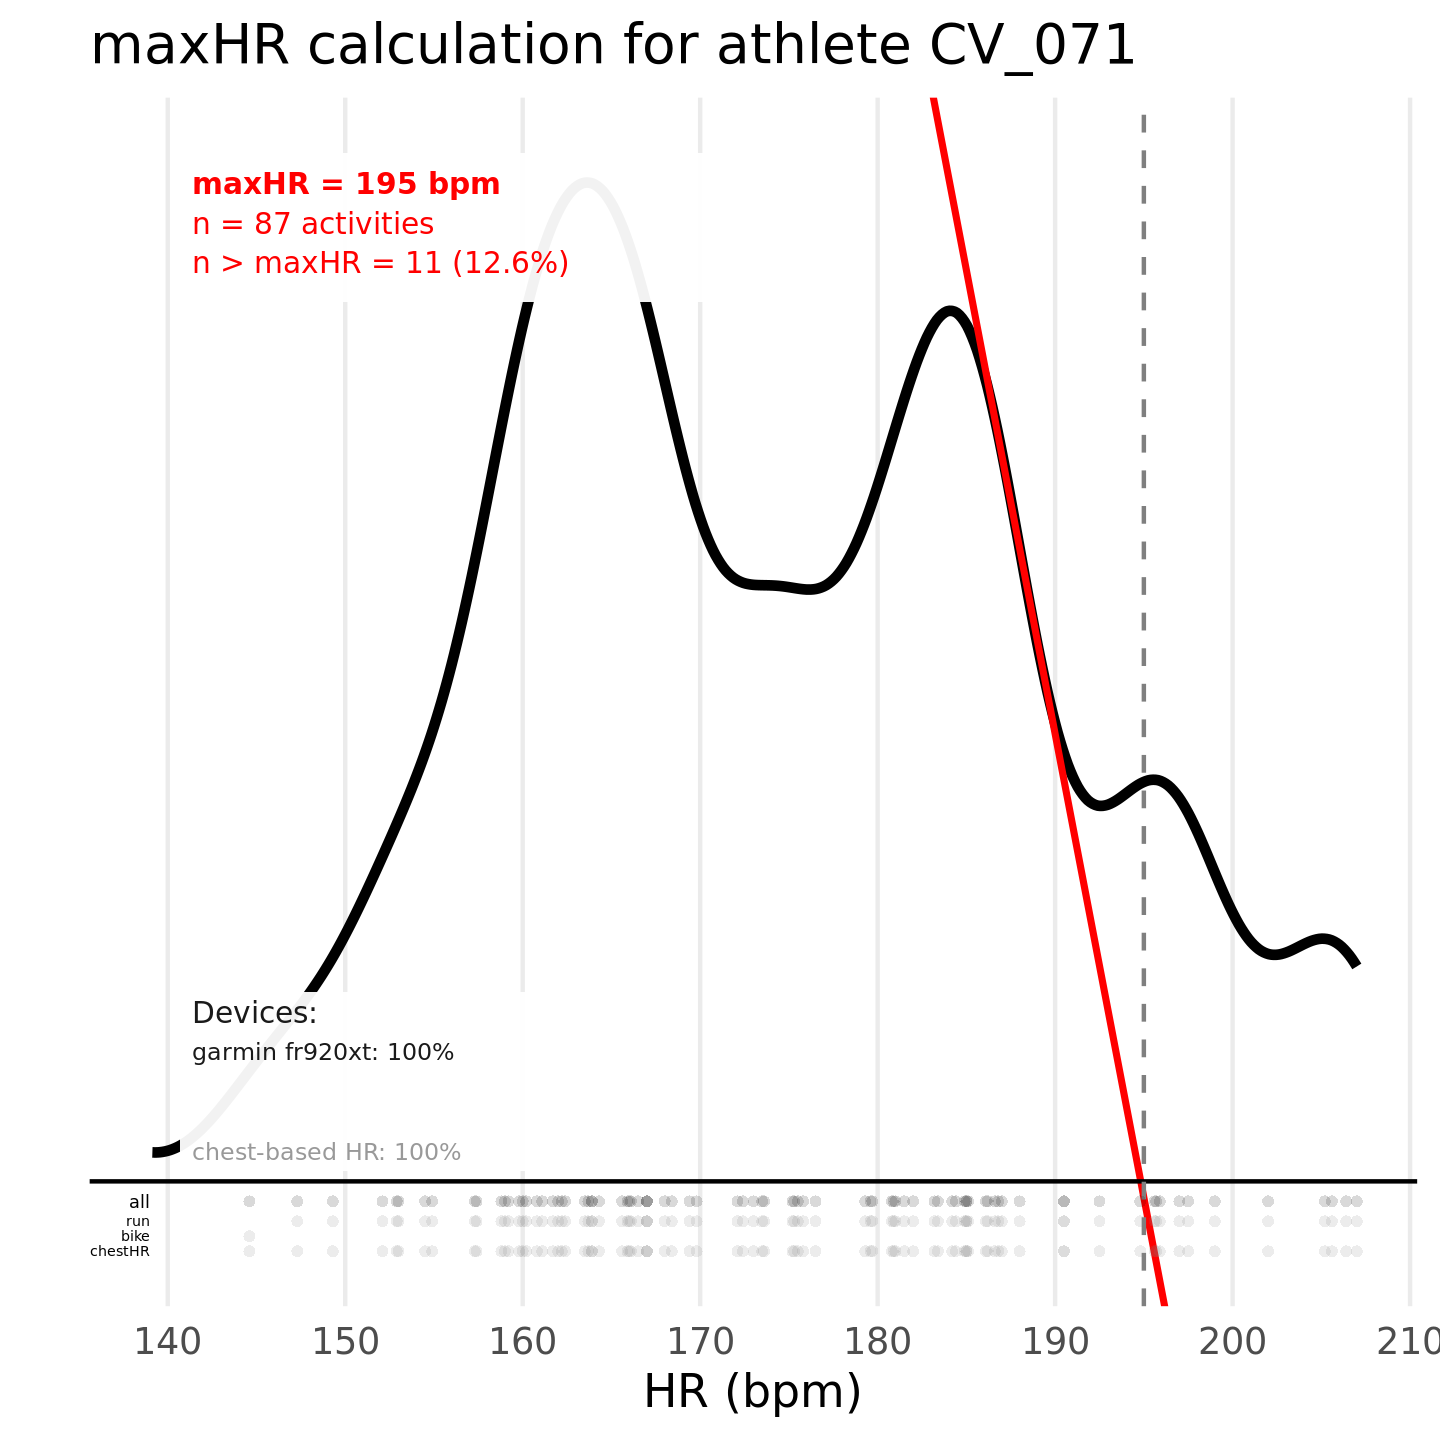 maxHR calculation for athlete CV_071
maxHR = 195 bpm
n = 87 activities
n > maxHR = 11 (12.6%)
Devices:
garmin fr920xt: 100%
chest-based HR: 100%
all
run
bike
chestHR
140 150 160 170 180 190 200 210
HR (bpm)